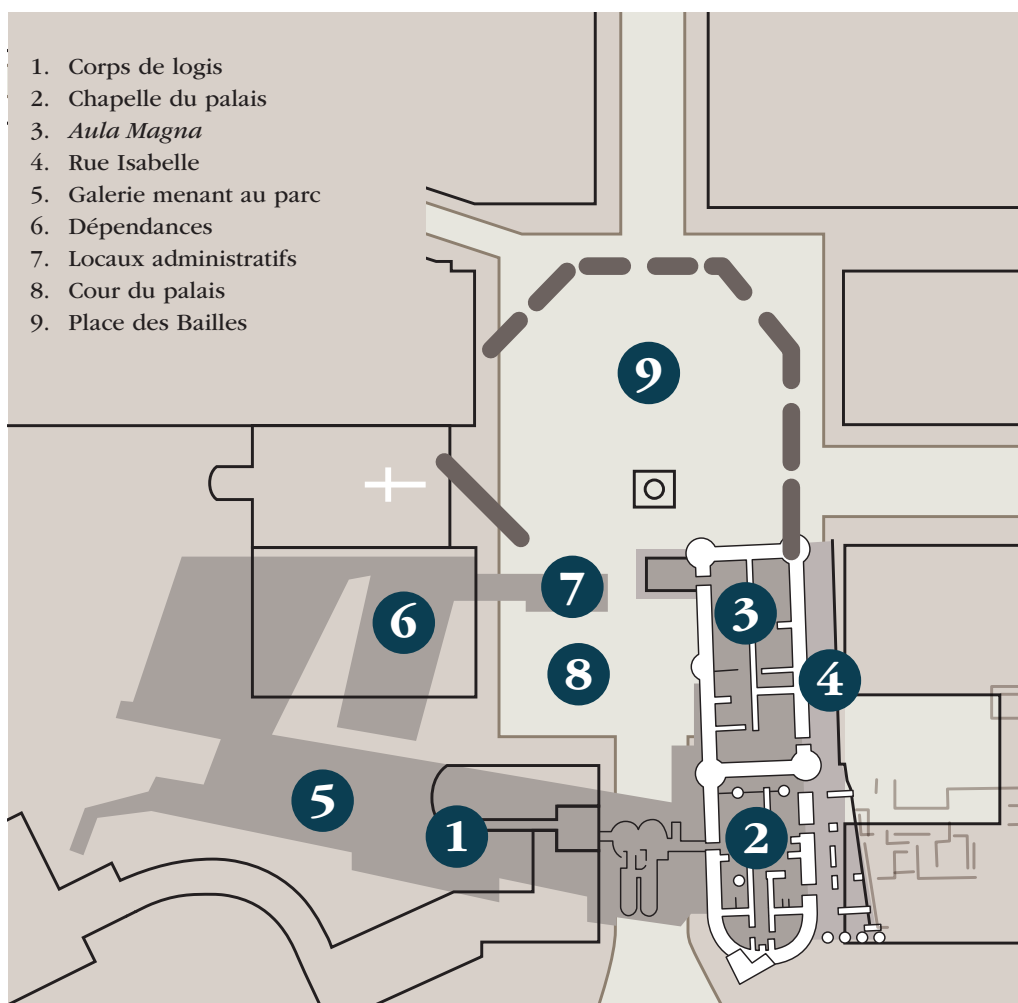 1. Corps de logis
2. Chapelle du palais
3. Aula Magna
4. Rue Isabelle
5. Galerie menant au parc
6. Dépendances
7. Locaux administratifs
8. Cour du palais
9. Place des Bailles
9
7
6
3
8
4
5
1
2